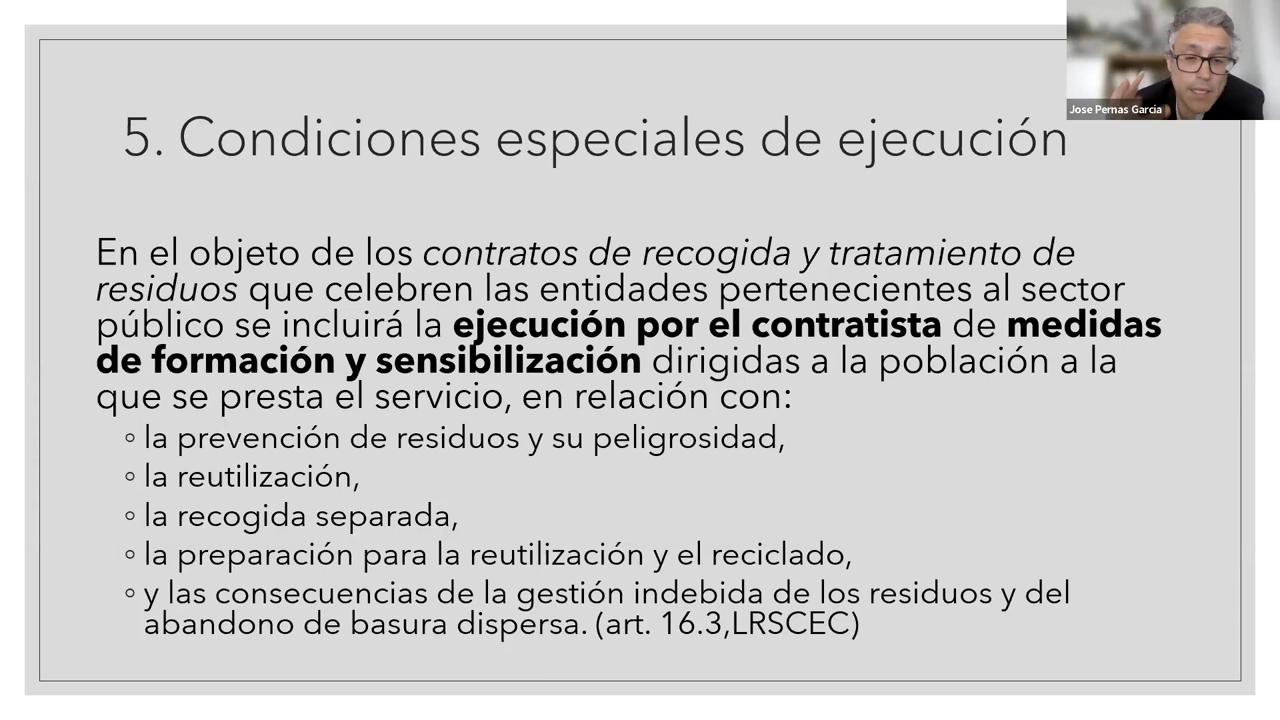 Jose Pernas Garcia
5. Condiciones especiales de ejecución
En el objeto de los contratos de recogida y tratamiento de
residuos que celebren las entidades pertenecientes al sector
público se incluirá la ejecución por el contratista de medidas
de formación y sensibilización dirigidas a la población a la
que se presta el servicio, en relación con:
◦ la prevención de residuos y su peligrosidad,
◦ la reutilización,
◦ la recogida separada,
◦ la preparación para la reutilización y el reciclado,
◦ y las consecuencias de la gestión indebida de los residuos y del
abandono de basura dispersa. (art. 16.3,LRSCEC)